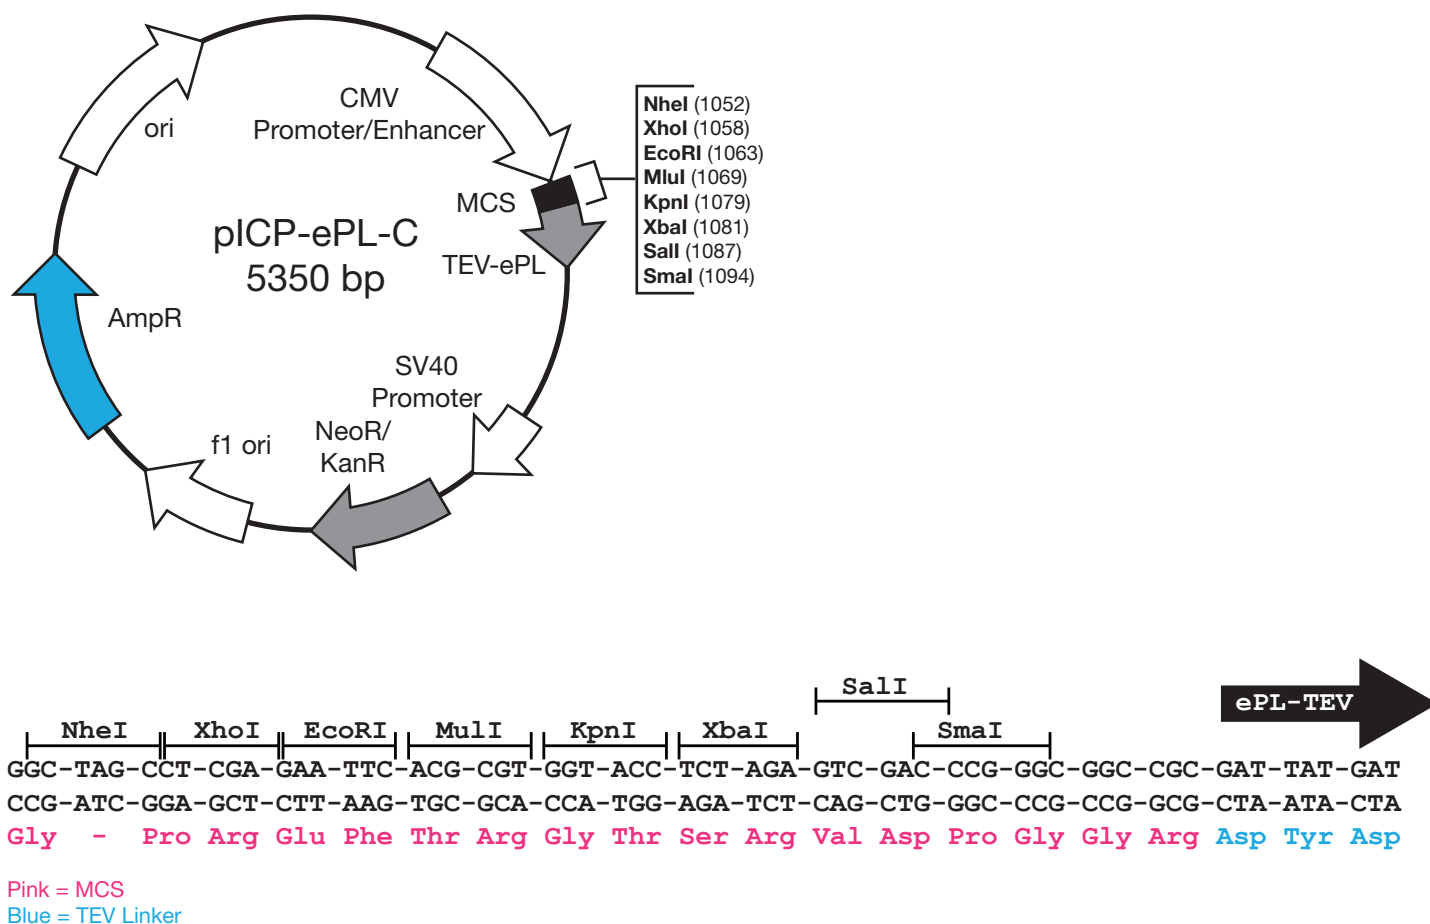 CMV
Promoter/Enhancer
ori
NheI (1052)
XhoI (1058)
EcoRI (1063)
MluI (1069)
KpnI (1079)
XbaI (1081)
SalI (1087)
SmaI (1094)
MCS
pICP-ePL-C
5350 bp
TEV-ePL
AmpR
SV40
Promoter
NeoR/
KanR
f1 ori
SalI
ePL-TEV
NheI XhoI EcoRI MulI KpnI XbaI SmaI
GGC-TAG-CCT-CGA-GAA-TTC-ACG-CGT-GGT-ACC-TCT-AGA-GTC-GAC-CCG-GGC-GGC-CGC-GAT-TAT-GAT
CCG-ATC-GGA-GCT-CTT-AAG-TGC-GCA-CCA-TGG-AGA-TCT-CAG-CTG-GGC-CCG-CCG-GCG-CTA-ATA-CTA
Gly - Pro Arg Glu Phe Thr Arg Gly Thr Ser Arg Val Asp Pro Gly Gly Arg Asp Tyr Asp
Pink = MCS
Blue = TEV Linker